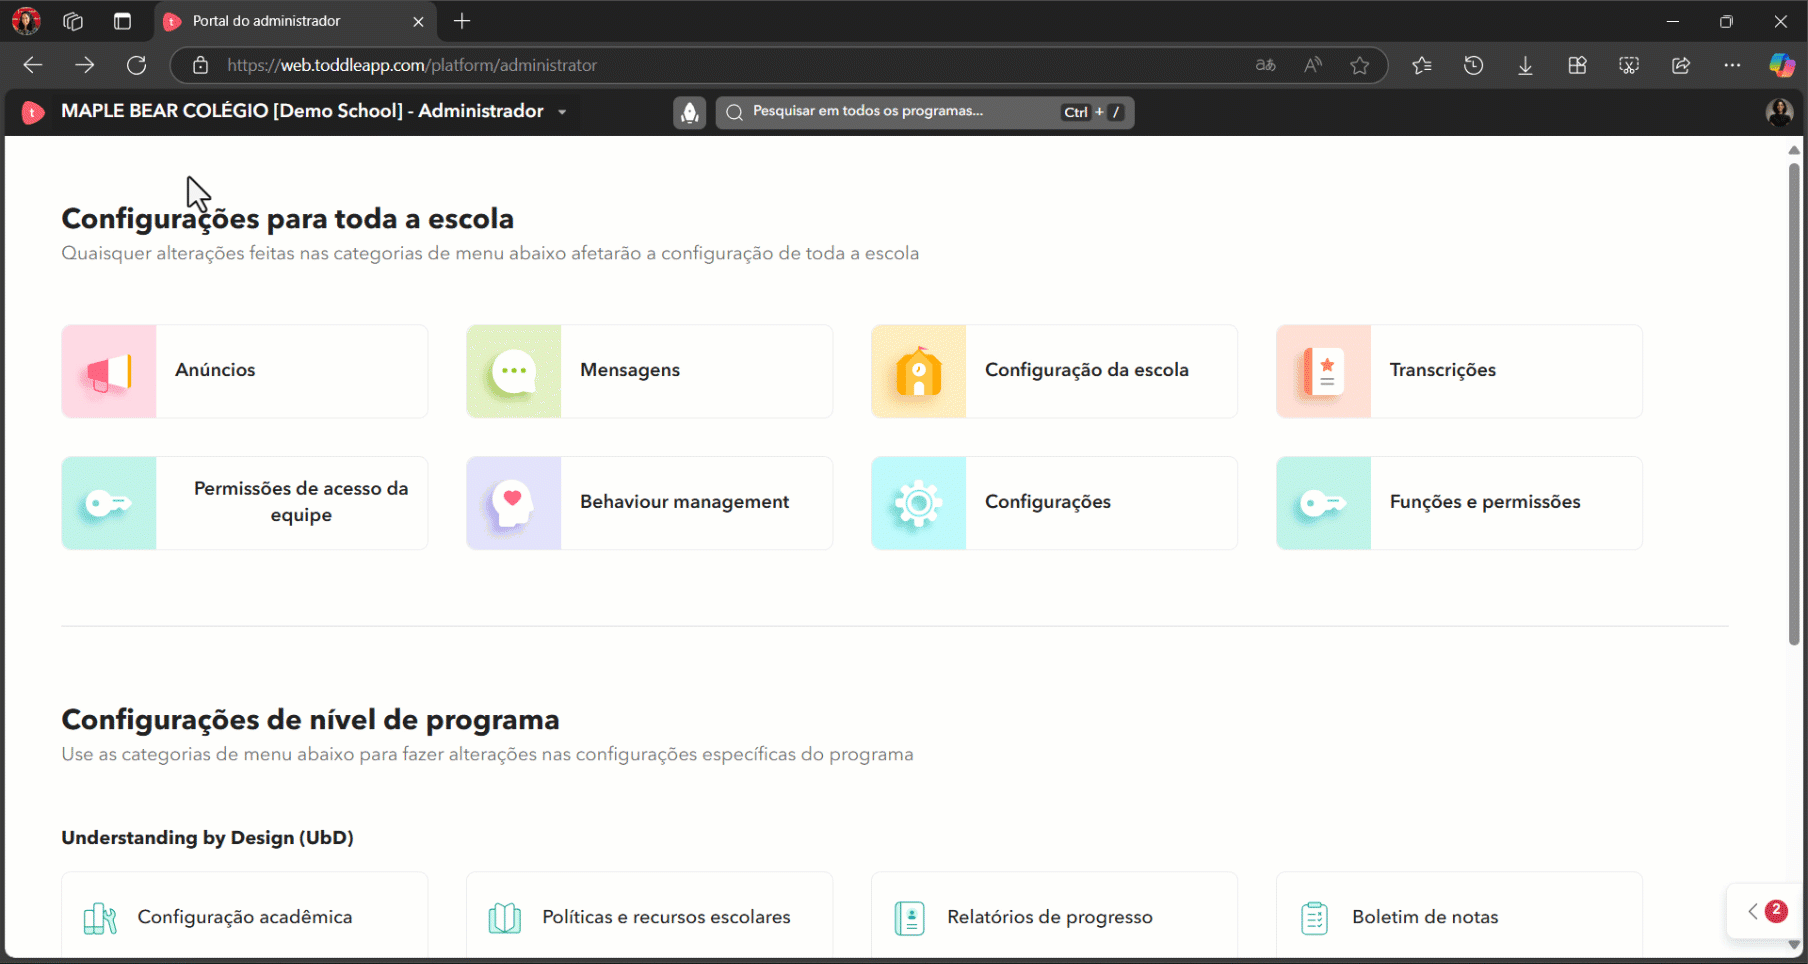 Portal do administrador
https://web.toddleapp.com/platform/administrator
MAPLE BEAR COLÉGIO [Demo School] - Administrador
Pesquisar em todos os programas...
Ctrl + /
Configurações para toda a escola
Quaisquer alterações feitas nas categorias de menu abaixo afetarão a configuração de toda a escola
Anúncios
Mensagens
Configuração da escola
Transcrições
Permissões de acesso da
equipe
Behaviour management
Configurações
Funções e permissões
Configurações de nível de programa
Use as categorias de menu abaixo para fazer alterações nas configurações específicas do programa
Understanding by Design (UbD)
Configuração acadêmica
Políticas e recursos escolares
Relatórios de progresso
Boletim de notas
2